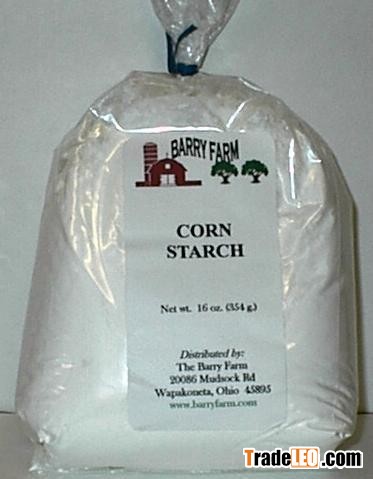 BARRY FARM
CORN
STARCH
Net wt. 16 oz. (354 g.)
Distributed by:
The Barry Farm
20086 Mudsock Rd
Wapakoneta, Ohio 45895
www.barryfarm.com
TradeLEO.com